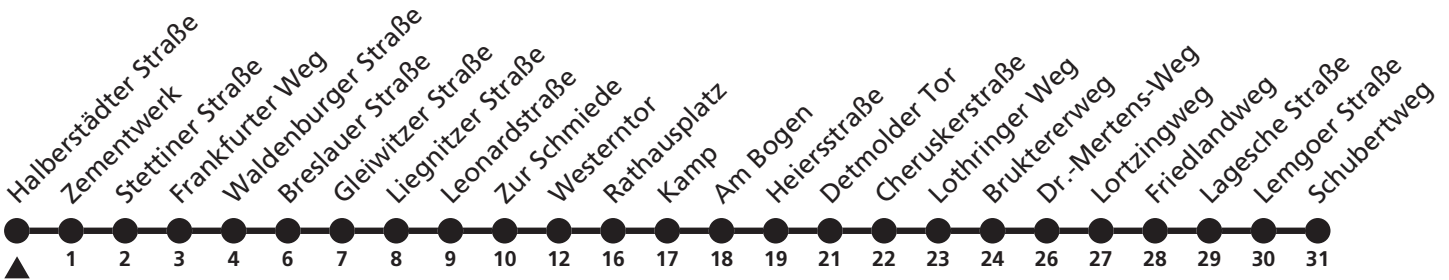 Halberstädter Straße
Zementwerk
Stettiner Straße
Frankfurter Weg
Waldenburger Straße
Breslauer Straße
Gleiwitzer Straße
Liegnitzer Straße
Leonardstraße
Zur Schmiede
Westerntor
Rathausplatz
Kamp
Am Bogen
Heiersstraße
Detmolder Tor
Cheruskerstraße
Lothringer Weg
Bruktererweg
Dr.-Mertens-Weg
Lortzingweg
Friedlandweg
Lagesche Straße
Lemgoer Straße
Schubertweg
1 2 3 4 6 7 8 9 10 12 16 17 18 19 21 22 23 24 26 27 28 29 30 31